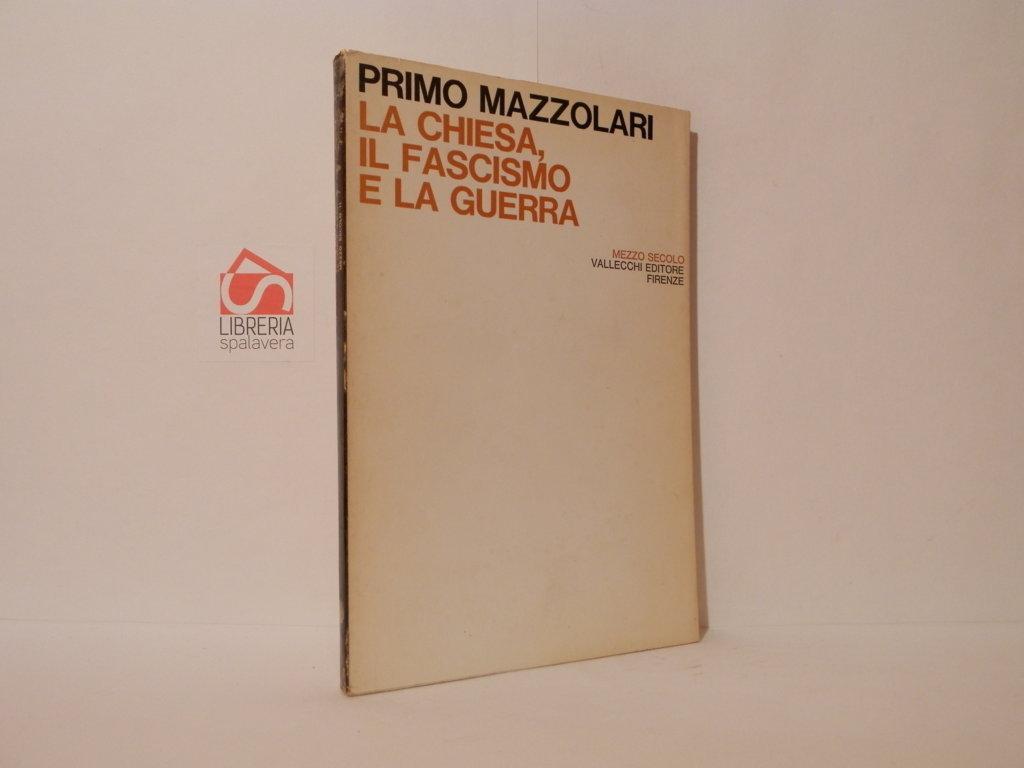 PRIMO MAZZOLARI
LA CHIESA,
IL FASCISMO
E LA GUERRA
MEZZO SECOLO
VALLECCHI EDITORE
FIRENZE
LIBRERIA
spalavera